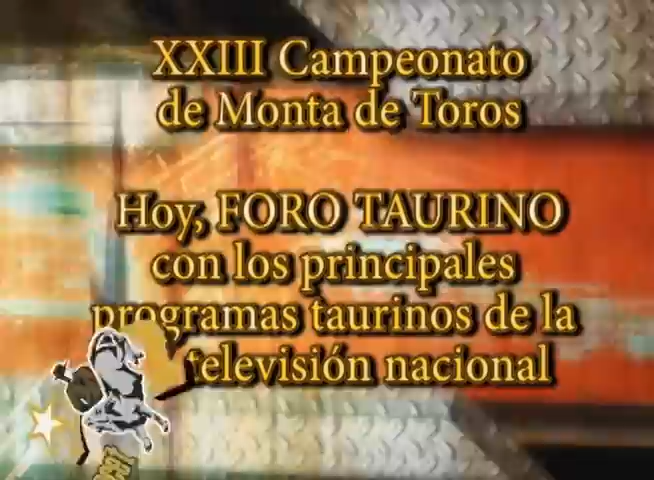 XXIII Campeonato
de Monta de Toros
Hoy, FORO TAURINO
con los principales
programas taurinos de la
televisión nacional